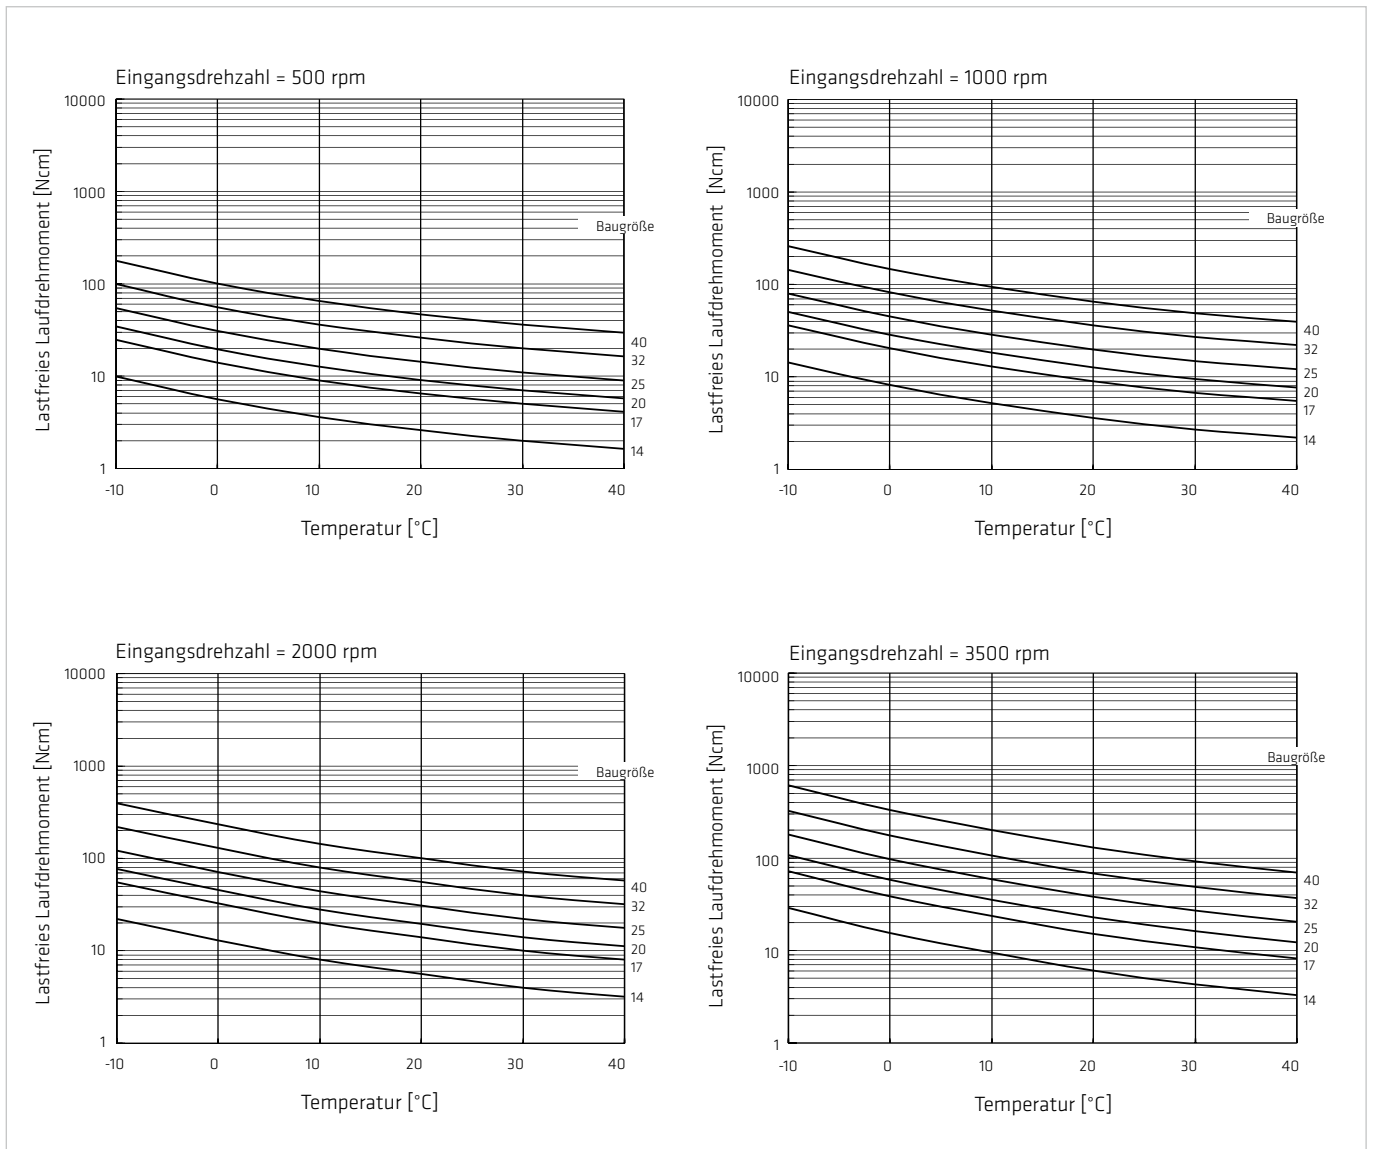 Eingangsdrehzahl = 500 rpm
Lastfreies Laufdrehmoment [Ncm]
10000
1000
100
10
1
Baugröße
40
32
25
20
17
14
-10 0 10 20 30 40
Temperatur [°C]
Eingangsdrehzahl = 1000 rpm
Lastfreies Laufdrehmoment [Ncm]
10000
1000
100
10
1
Baugröße
40
32
25
20
17
14
-10 0 10 20 30 40
Temperatur [°C]
Eingangsdrehzahl = 2000 rpm
Lastfreies Laufdrehmoment [Ncm]
10000
1000
100
10
1
Baugröße
40
32
25
20
17
14
-10 0 10 20 30 40
Temperatur [°C]
Eingangsdrehzahl = 3500 rpm
Lastfreies Laufdrehmoment [Ncm]
10000
1000
100
10
1
Baugröße
40
32
25
20
17
14
-10 0 10 20 30 40
Temperatur [°C]